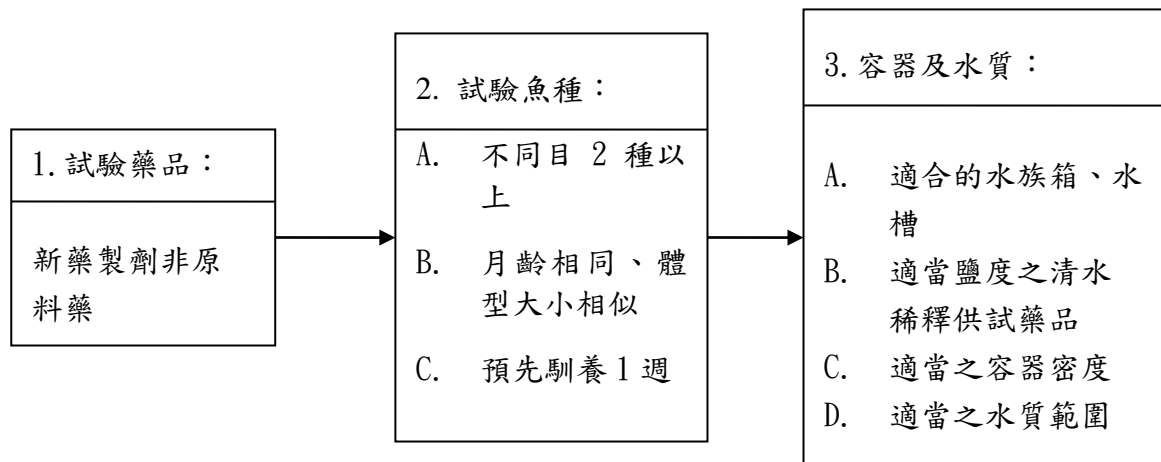 1.試驗藥品：
新藥製劑非原
料藥
2. 試驗魚種：
A. 不同目 2 種以
上
B. 月齡相同、體
型大小相似
C. 預先馴養 1 週
3.容器及水質：
A. 適合的水族箱、水
槽
B. 適當鹽度之清水
稀釋供試藥品
C. 適當之容器密度
D. 適當之水質範圍